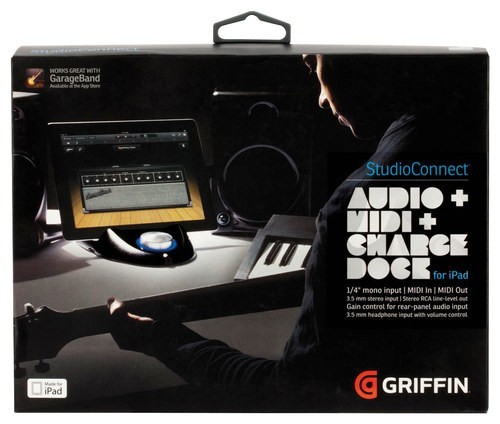 WORKS GREAT WITH
GarageBand
Available at the App Store
StudioConnect
AUDIO +
MIDI +
CHARGE
DOCK for iPad
1/4" mono input | MIDI In | MIDI Out
3.5 mm stereo input | Stereo RCA line-level out
Gain control for rear-panel audio input
3.5 mm headphone input with volume control
Made for
iPad
GRIFFIN